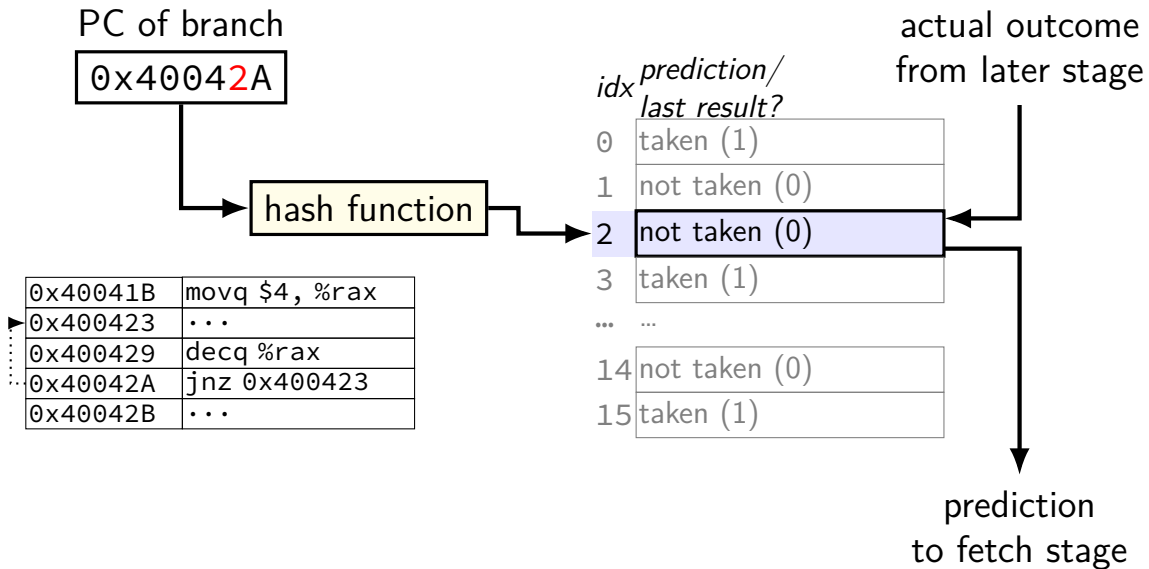 PC of branch
0x40042A
hash function
actual outcome
from later stage
idx prediction/
last result?
0 taken (1)
1 not taken (0)
2 not taken (0)
3 taken (1)
… …
14 not taken (0)
15 taken (1)
0x40041B movq $4, %rax
0x400423 ···
0x400429 decq %rax
0x40042A jnz 0x400423
0x40042B ···
prediction
to fetch stage